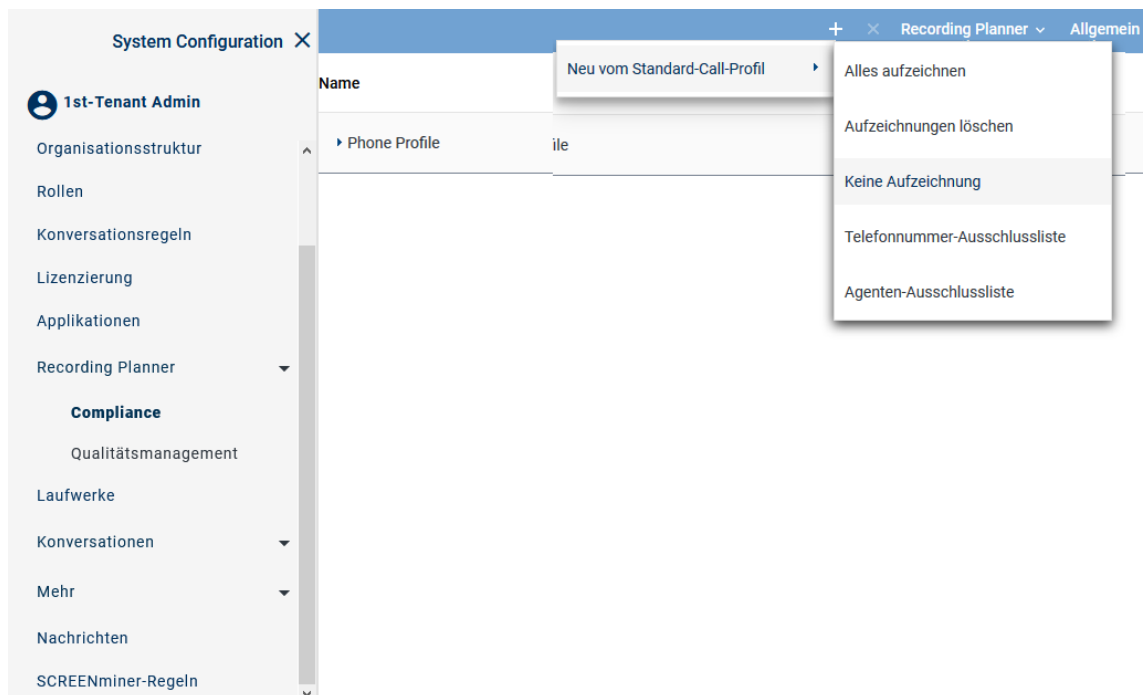 System Configuration
1st-Tenant Admin
Organisationsstruktur
Rollen
Konversationsregeln
Lizenzierung
Applikationen
Recording Planner
Compliance
Qualitätsmanagement
Laufwerke
Konversationen
Mehr
Nachrichten
SCREENminer-Regeln
Recording Planner
Allgemein
Name
Phone Profile
ile
Neu vom Standard-Call-Profil
Alles aufzeichnen
Aufzeichnungen löschen
Keine Aufzeichnung
Telefonnummer-Ausschlussliste
Agenten-Ausschlussliste